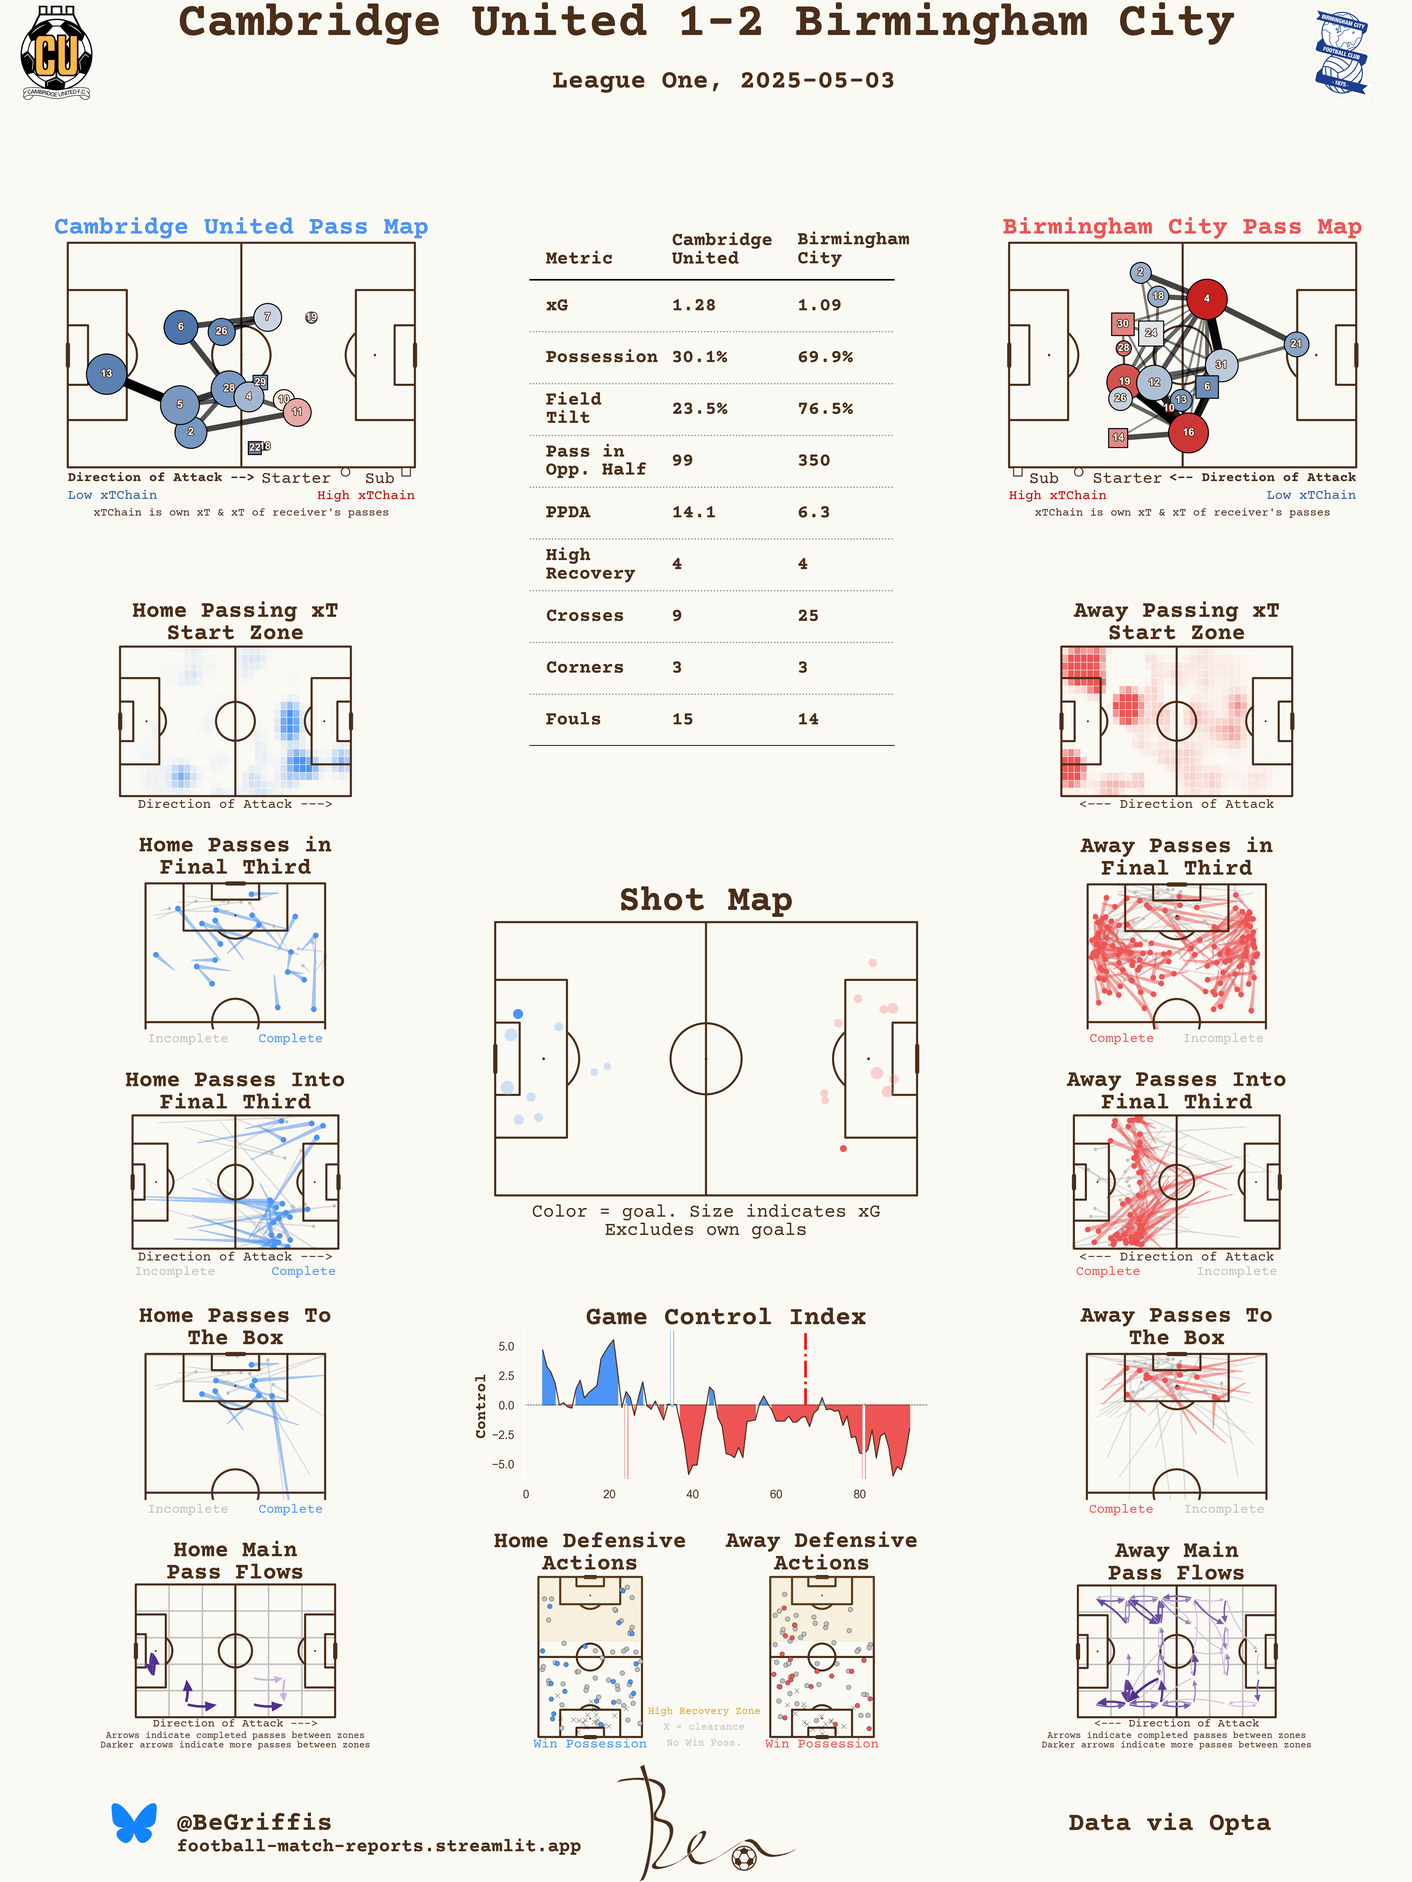 Cambridge United 1-2 Birmingham City
League One, 2025-05-03
CU
CAMBRIDGE UNITED F.C.
BIRMINGHAM CITY
FOOTBALL CLUB
1875
Cambridge United Pass Map
7
19
6
26
13
28
29
4
10
5
11
2
22
18
Direction of Attack --> Starter Sub
Low xTChain High xTChain
xTChain is own xT & xT of receiver's passes
Metric Cambridge United Birmingham City
xG 1.28 1.09
Possession 30.1% 69.9%
Field Tilt 23.5% 76.5%
Pass in Opp. Half 99 350
PPDA 14.1 6.3
High Recovery 4 4
Crosses 9 25
Corners 3 3
Fouls 15 14
Birmingham City Pass Map
2
18
4
30
24
28
21
31
19
12
6
26
13
10
14
16
Sub Starter <-- Direction of Attack
High xTChain Low xTChain
xTChain is own xT & xT of receiver's passes
Home Passing xT
Start Zone
Direction of Attack --->
Away Passing xT
Start Zone
<--- Direction of Attack
Home Passes in
Final Third
Incomplete Complete
Away Passes in
Final Third
Complete Incomplete
Shot Map
Color = goal. Size indicates xG
Excludes own goals
Home Passes Into
Final Third
Direction of Attack --->
Incomplete Complete
Away Passes Into
Final Third
<--- Direction of Attack
Complete Incomplete
Home Passes To
The Box
Incomplete Complete
Game Control Index
Control
5.0
2.5
0.0
−2.5
−5.0
0 20 40 60 80
Away Passes To
The Box
Complete Incomplete
Home Main
Pass Flows
Direction of Attack --->
Arrows indicate completed passes between zones
Darker arrows indicate more passes between zones
Home Defensive
Actions
Win Possession
Away Defensive
Actions
Win Possession
High Recovery Zone
X = clearance
No Win Poss.
Away Main
Pass Flows
<--- Direction of Attack
Arrows indicate completed passes between zones
Darker arrows indicate more passes between zones
@BeGriffis
football-match-reports.streamlit.app
Ben
Data via Opta